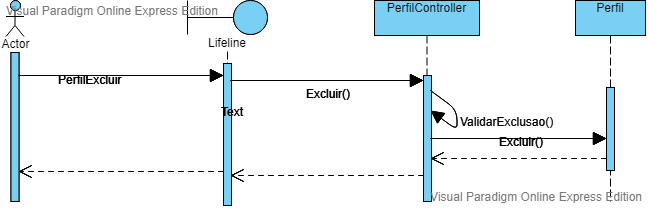 Visual Paradigm Online Express Edition
PerfilController
Perfil
Actor
Lifeline
PerfilExcluir
Excluir()
Text
ValidarExclusao()
Excluir()
Visual Paradigm Online Express Edition